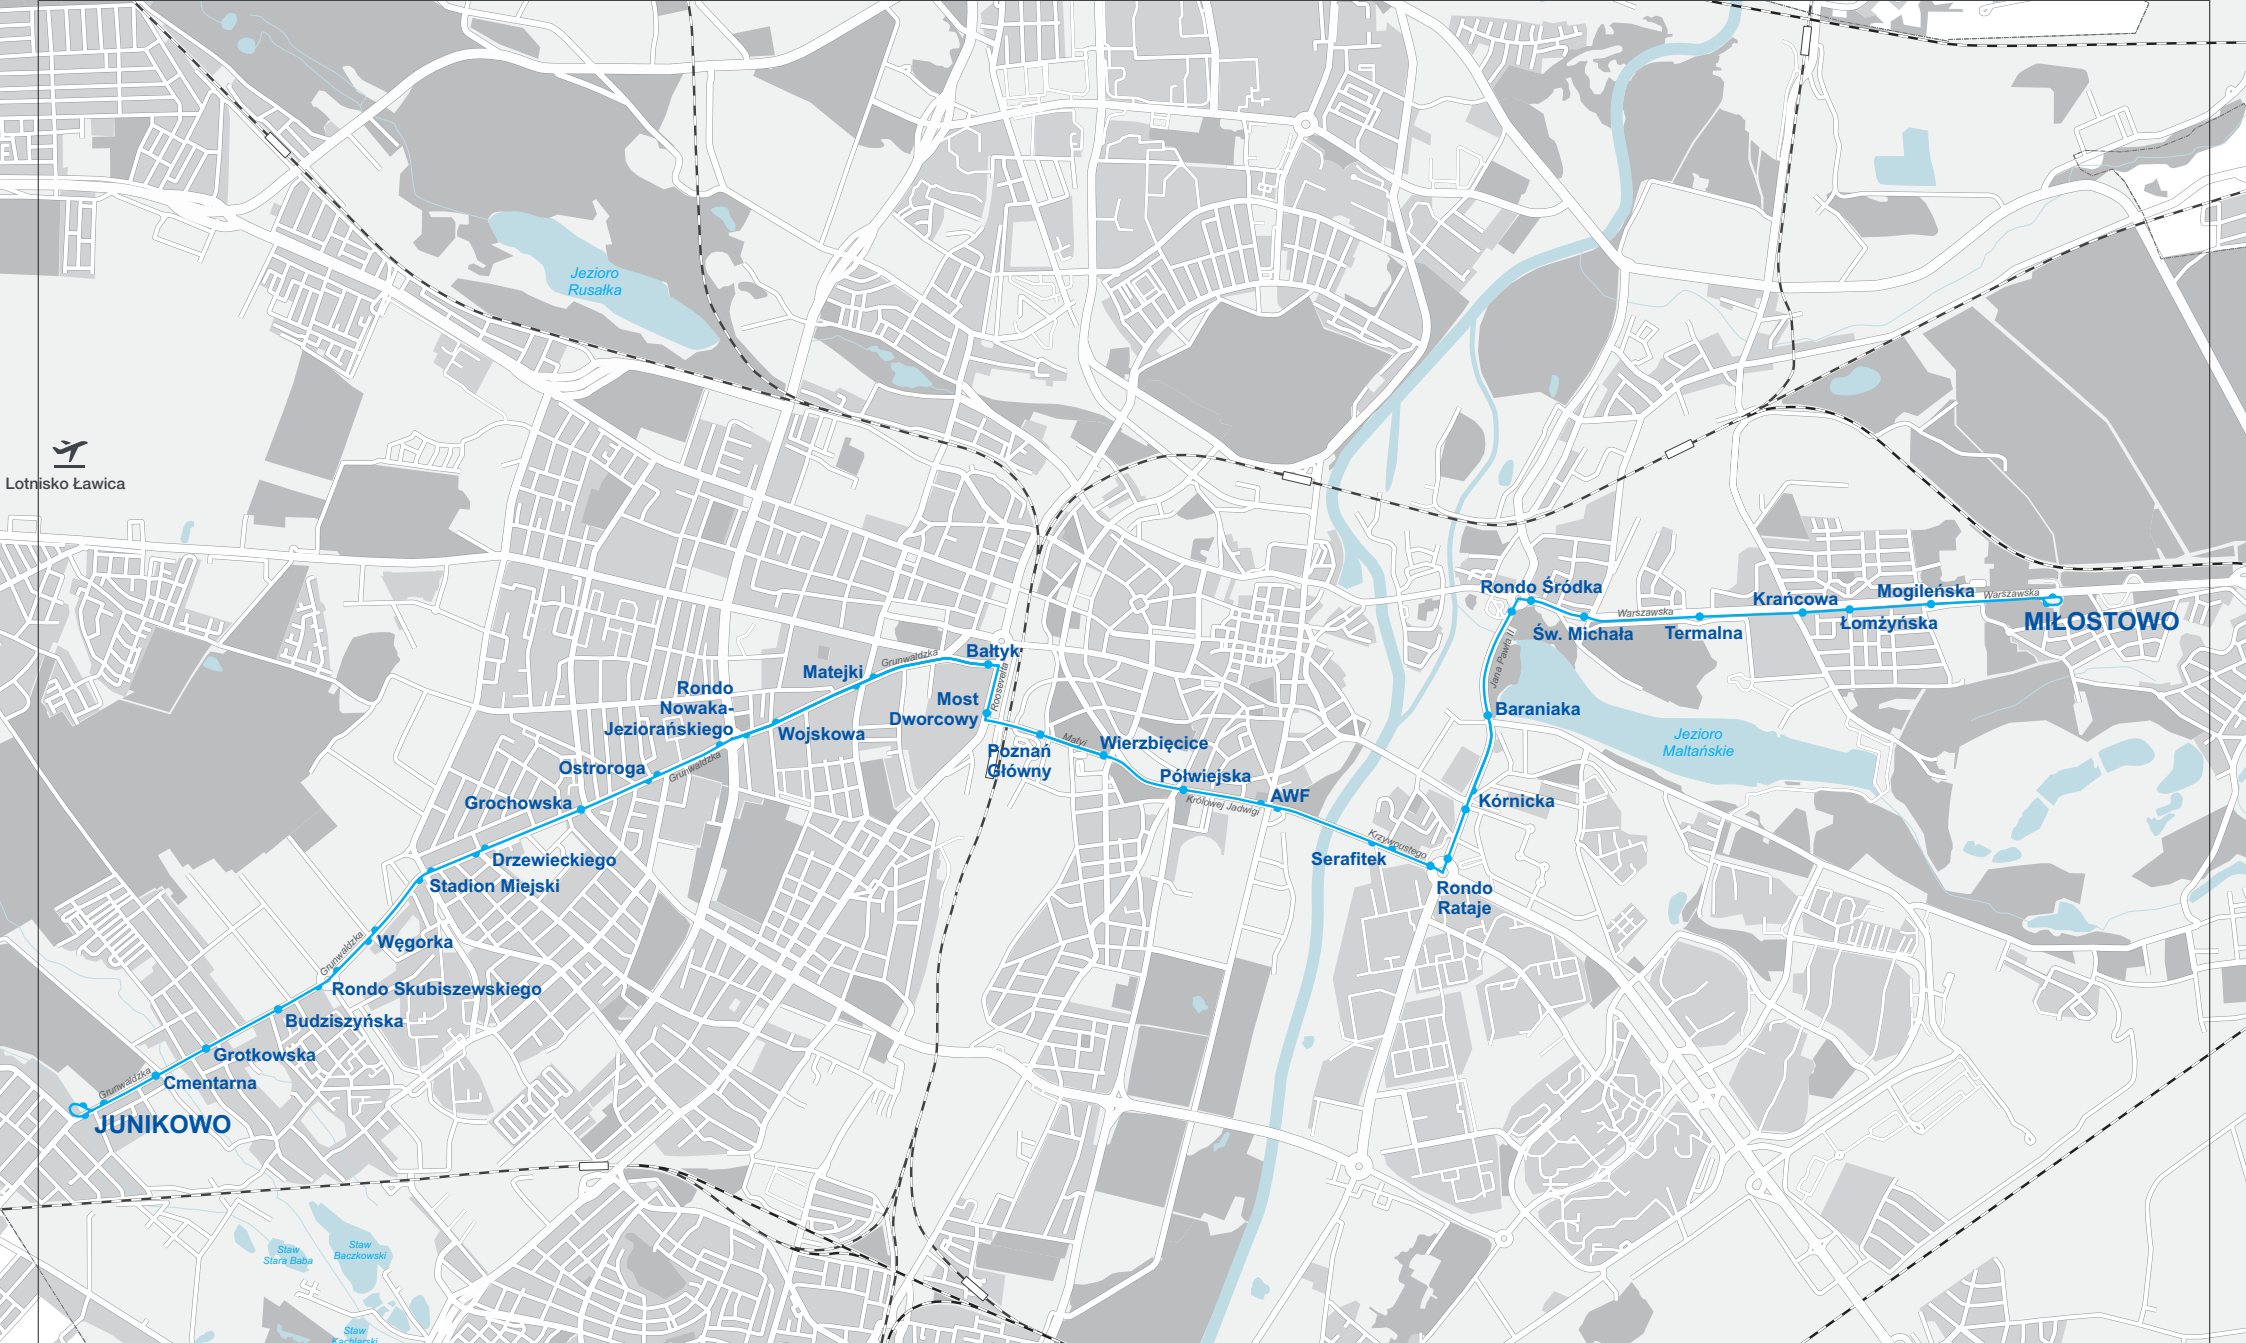 Jezioro
Rusałka
Lotnisko Ławica
Rondo Śródka
Krańcowa
Mogileńska
Warszawska
Warszawska
MIŁOSTOWO
Św. Michała
Termalna
Łomżyńska
Jana Pawła II
Grunwaldzka
Bałtyk
Matejki
Roosevelta
Rondo
Nowaka-
Jeziorańskiego
Most
Dworcowy
Baraniaka
Wojskowa
Jezioro
Maltańskie
Matyi
Wierzbięcice
Poznań
Główny
Ostroroga
Grunwaldzka
Półwiejska
Królowej Jadwigi
AWF
Grochowska
Kórnicka
Krzywoustego
Serafitek
Drzewieckiego
Stadion Miejski
Rondo
Rataje
Węgorka
Grunwaldzka
Rondo Skubiszewskiego
Budziszyńska
Grotkowska
Cmentarna
Grunwaldzka
JUNIKOWO
Staw
Stara Baba
Staw
Baczkowski
Staw
Kachlarski